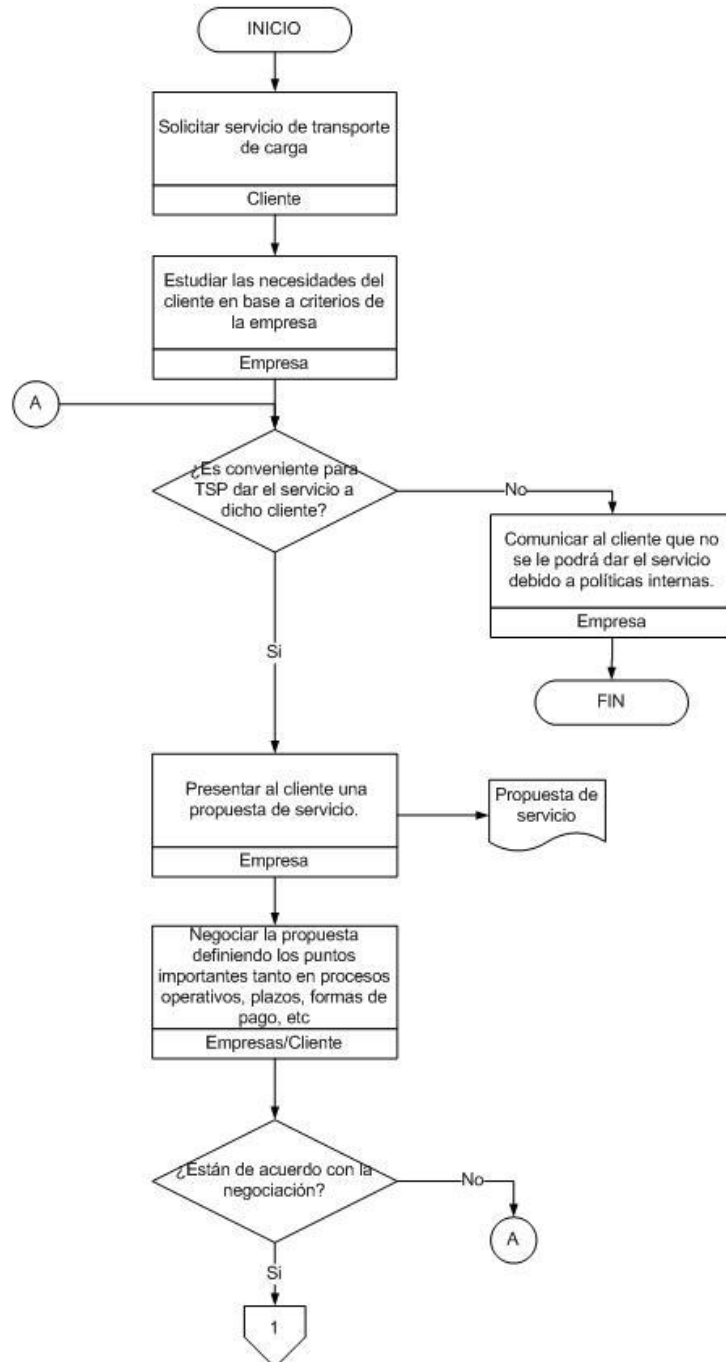 INICIO
Solicitar servicio de transporte
de carga
Cliente
Estudiar las necesidades del
cliente en base a criterios de
la empresa
Empresa
A
¿Es conveniente para
TSP dar el servicio a
dicho cliente?
No
Comunicar al cliente que no
se le podrá dar el servicio
debido a políticas internas.
Empresa
FIN
Si
Presentar al cliente una
propuesta de servicio.
Empresa
Propuesta de
servicio
Negociar la propuesta
definiendo los puntos
importantes tanto en procesos
operativos, plazos, formas de
pago, etc
Empresas/Cliente
¿Están de acuerdo con la
negociación?
No
A
Si
1